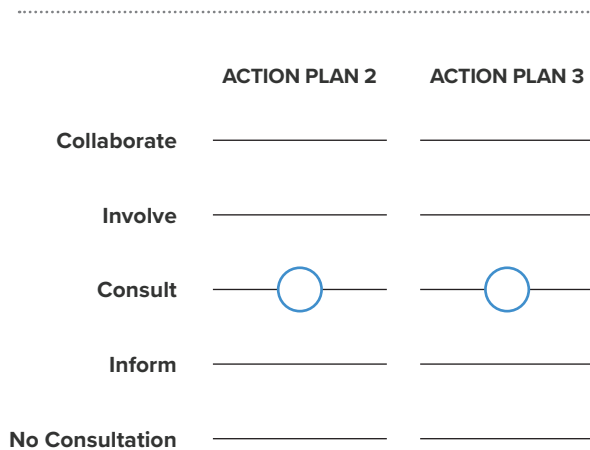 ACTION PLAN 2 ACTION PLAN 3
Collaborate
Involve
Consult
Inform
No Consultation